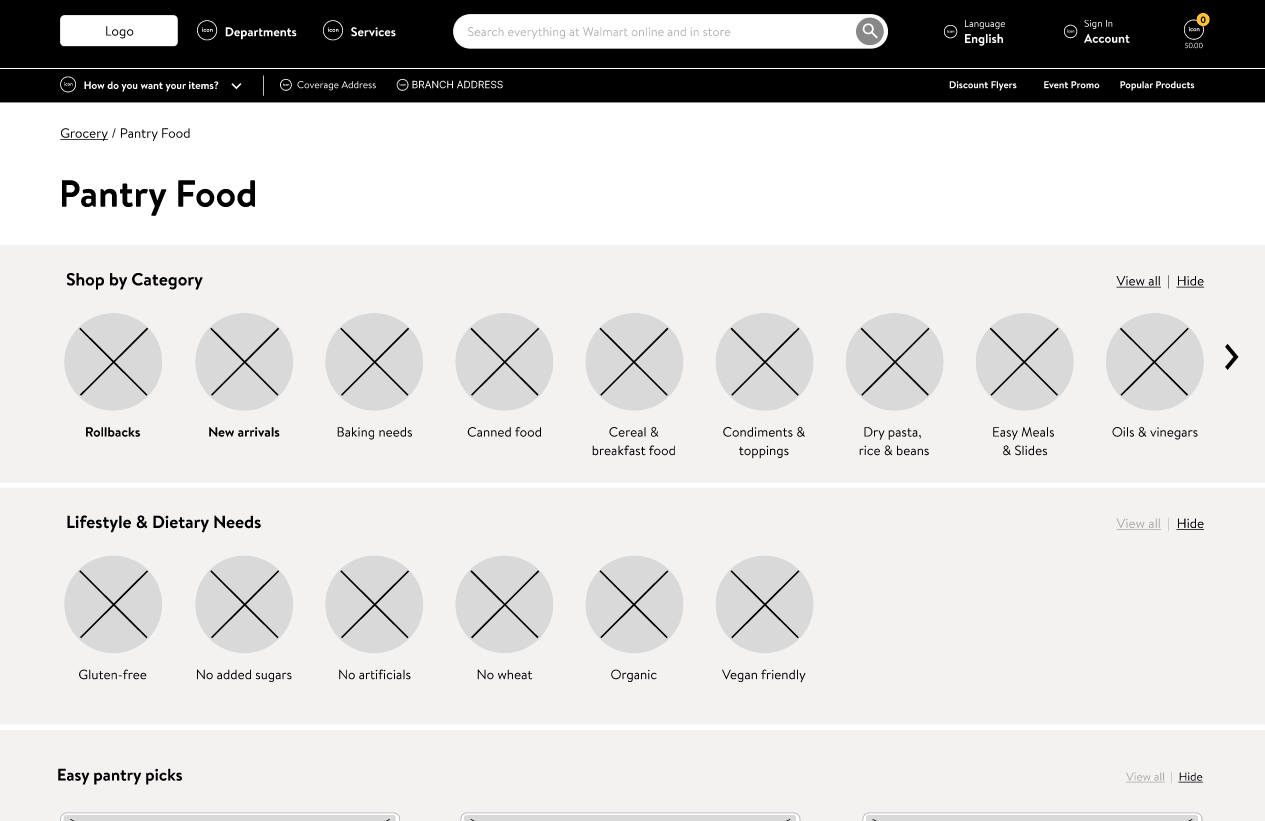 Logo
icon
Departments
icon
Services
Search everything at Walmart online and in store
icon
Language
English
icon
Sign In
Account
0
icon
$0.00
icon
How do you want your items?
icon
Coverage Address
icon
BRANCH ADDRESS
Discount Flyers
Event Promo
Popular Products
Grocery / Pantry Food
Pantry Food
Shop by Category
View all | Hide
Rollbacks
New arrivals
Baking needs
Canned food
Cereal &
breakfast food
Condiments &
toppings
Dry pasta,
rice & beans
Easy Meals
& Slides
Oils & vinegars
Lifestyle & Dietary Needs
View all | Hide
Gluten-free
No added sugars
No artificials
No wheat
Organic
Vegan friendly
Easy pantry picks
View all | Hide